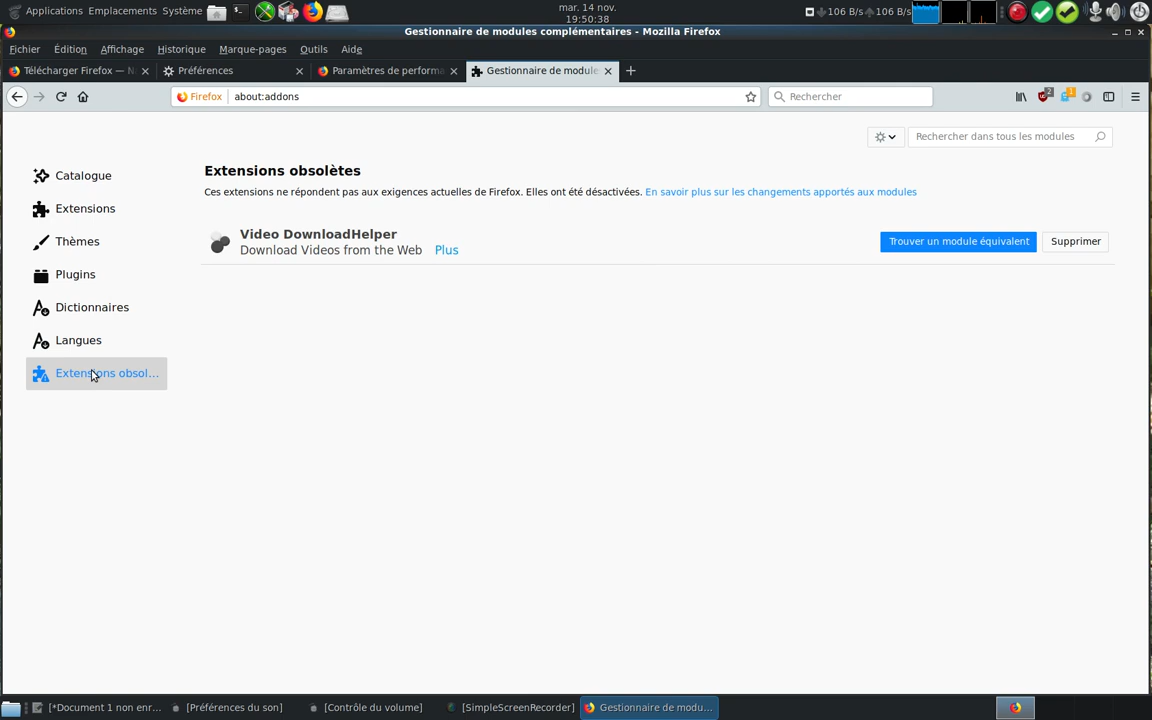 Applications Emplacements Système
106 B/s 106 B/s
mar. 14 nov.
19:50:38
Gestionnaire de modules complémentaires - Mozilla Firefox
Fichier Édition Affichage Historique Marque-pages Outils Aide
Télécharger Firefox — N
Préférences
Paramètres de performa
Gestionnaire de module
Firefox about:addons
Rechercher
2
1
Rechercher dans tous les modules
Catalogue
Extensions
Thèmes
Plugins
Dictionnaires
Langues
Extensions obsol...
Extensions obsolètes
Ces extensions ne répondent pas aux exigences actuelles de Firefox. Elles ont été désactivées. En savoir plus sur les changements apportés aux modules
Video DownloadHelper
Download Videos from the Web Plus
Trouver un module équivalent
Supprimer
[*Document 1 non enr...
[Préférences du son]
[Contrôle du volume]
[SimpleScreenRecorder]
Gestionnaire de modu...